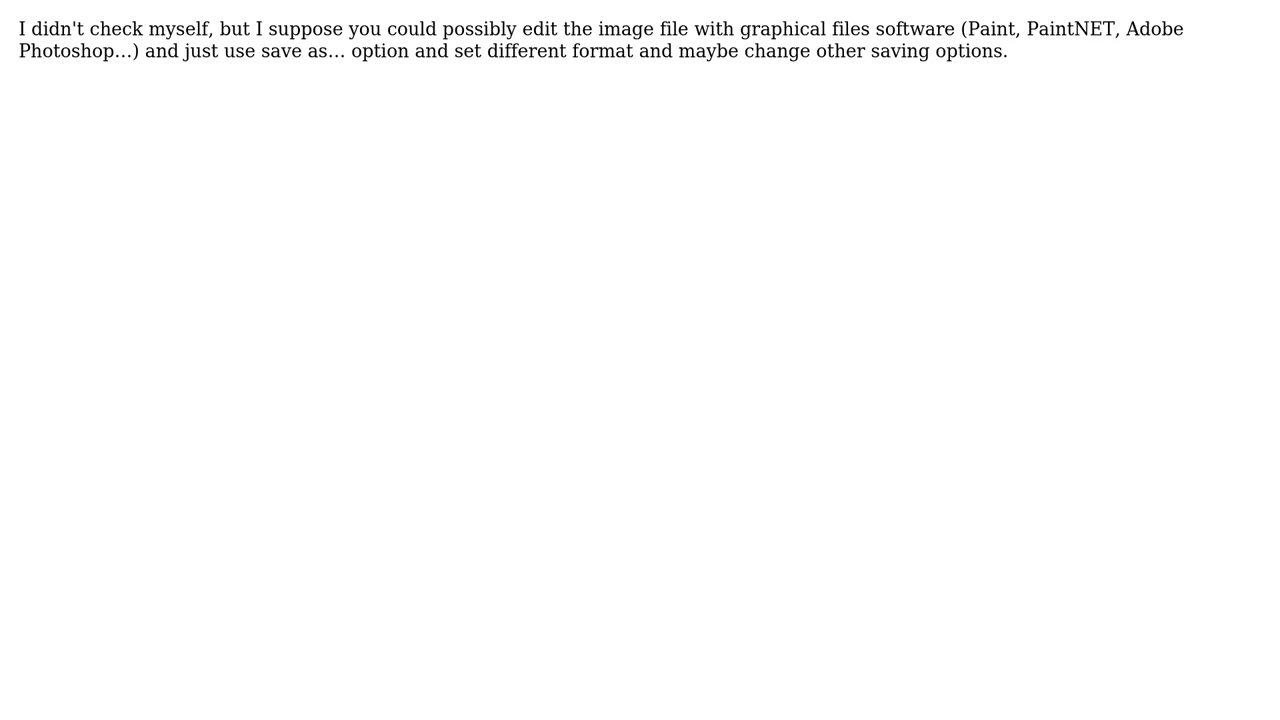 I didn't check myself, but I suppose you could possibly edit the image file with graphical files software (Paint, PaintNET, Adobe
Photoshop…) and just use save as… option and set different format and maybe change other saving options.